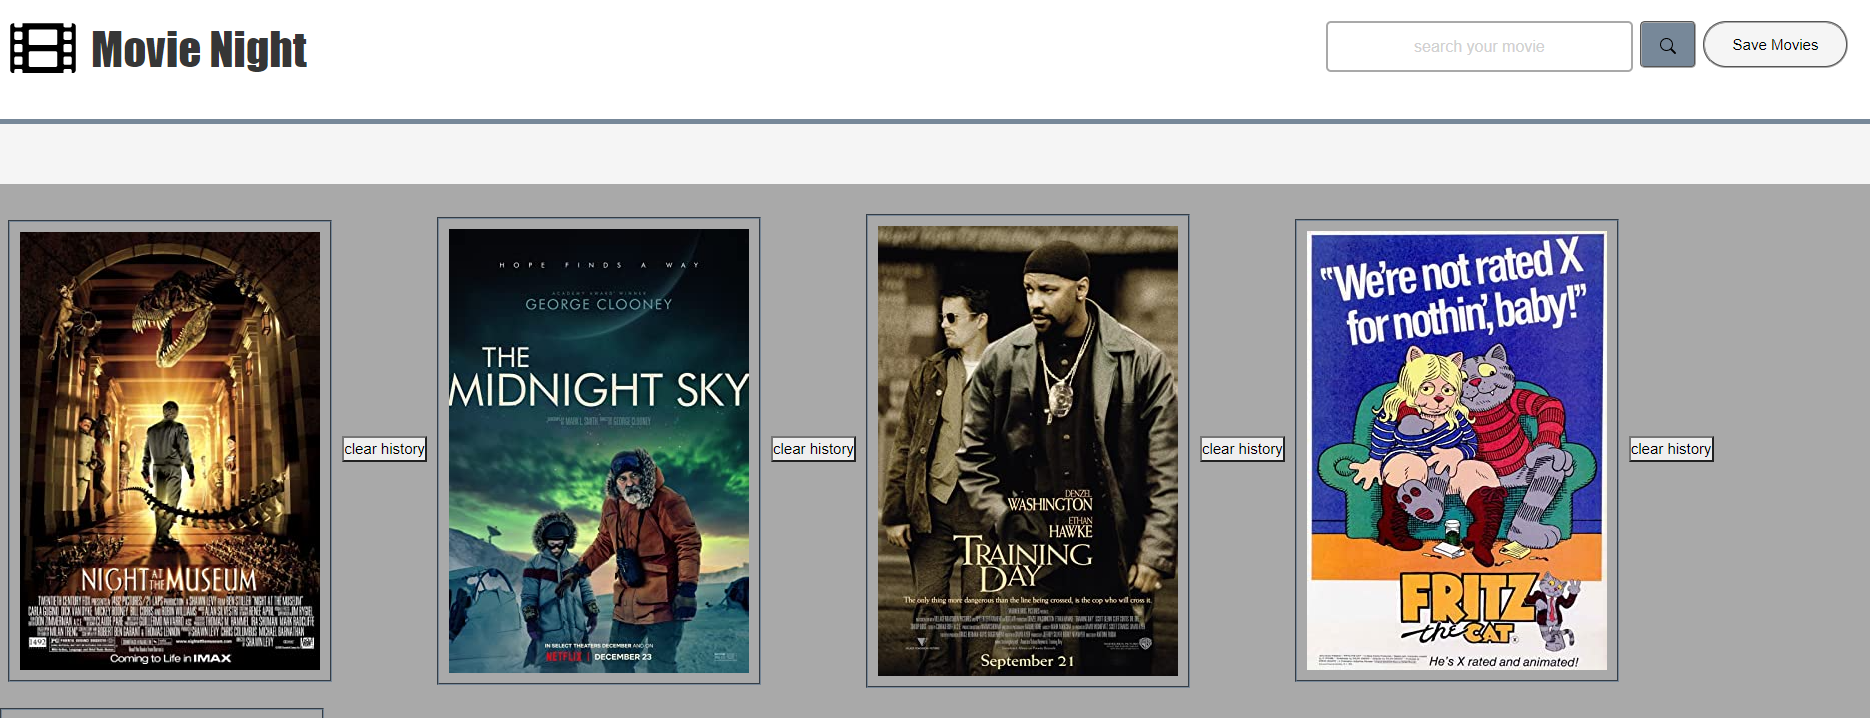 Movie Night
search your movie
Save Movies
NIGHT AT THE MUSEUM
Coming to Life in IMAX
clear history
HOPE FINDS A WAY
ACADEMY AWARD WINNER
GEORGE CLOONEY
THE
MIDNIGHT SKY
IN SELECT THEATERS DECEMBER AND ON
NETFLIX | DECEMBER 23
clear history
DENZEL
WASHINGTON
ETHAN
HAWKE
TRAINING
DAY
The only thing more dangerous than the line being crossed, is the cop who will cross it.
September 21
clear history
"We're not rated X
for nothin', baby!"
FRITZ
the CAT
He's X rated and animated!
clear history